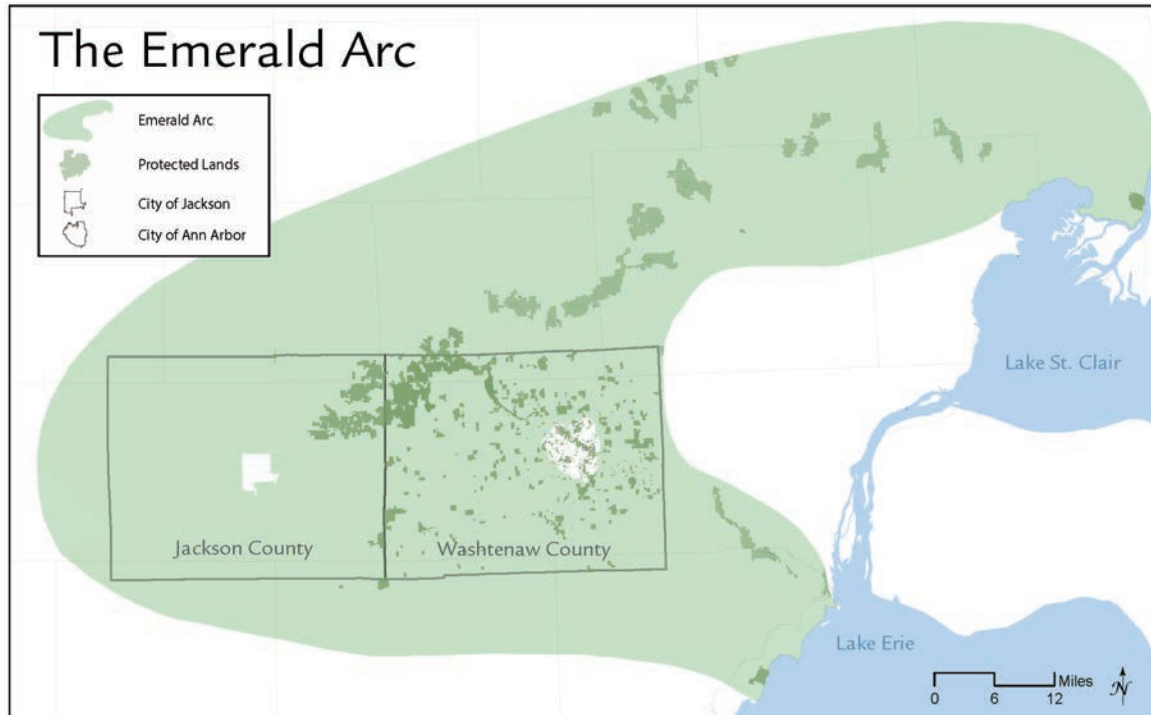 The Emerald Arc
Emerald Arc
Protected Lands
City of Jackson
City of Ann Arbor
Lake St. Clair
Jackson County
Washtenaw County
Lake Erie
Miles
0 6 12
N